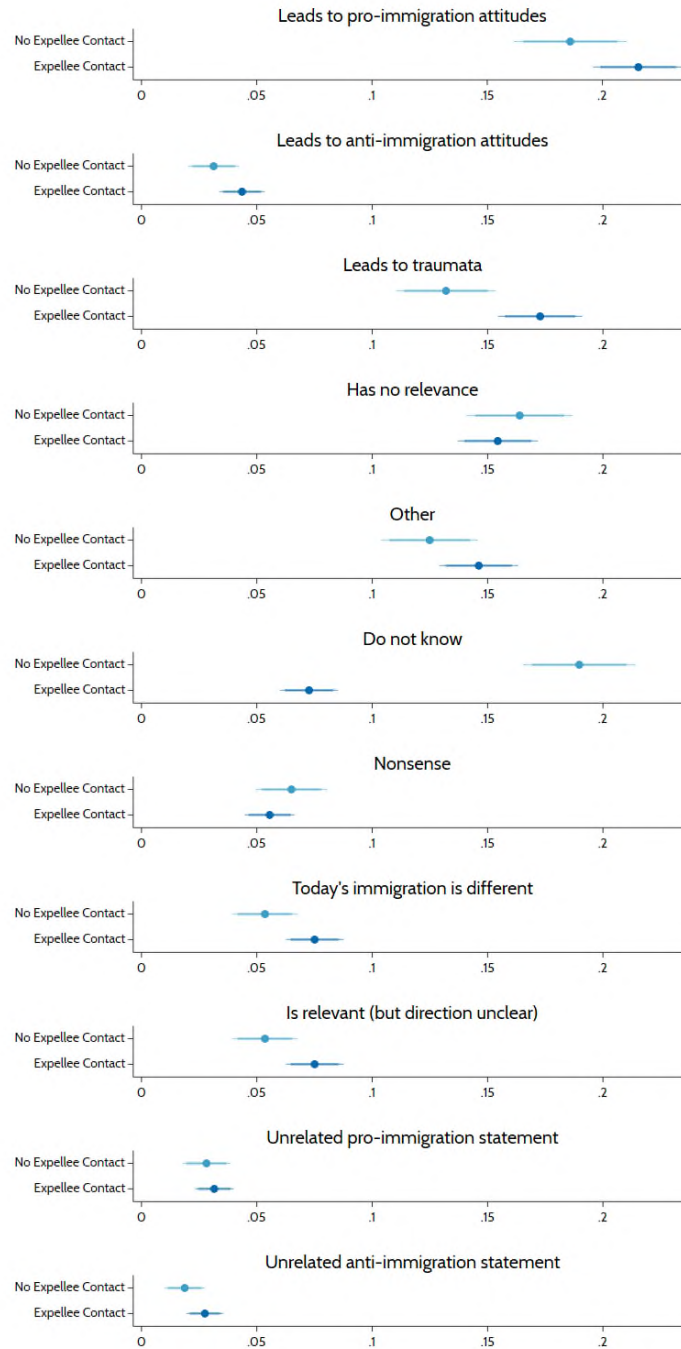 Leads to pro-immigration attitudes
No Expellee Contact
Expellee Contact
0 .05 .1 .15 .2
Leads to anti-immigration attitudes
No Expellee Contact
Expellee Contact
0 .05 .1 .15 .2
Leads to traumata
No Expellee Contact
Expellee Contact
0 .05 .1 .15 .2
Has no relevance
No Expellee Contact
Expellee Contact
0 .05 .1 .15 .2
Other
No Expellee Contact
Expellee Contact
0 .05 .1 .15 .2
Do not know
No Expellee Contact
Expellee Contact
0 .05 .1 .15 .2
Nonsense
No Expellee Contact
Expellee Contact
0 .05 .1 .15 .2
Today's immigration is different
No Expellee Contact
Expellee Contact
0 .05 .1 .15 .2
Is relevant (but direction unclear)
No Expellee Contact
Expellee Contact
0 .05 .1 .15 .2
Unrelated pro-immigration statement
No Expellee Contact
Expellee Contact
0 .05 .1 .15 .2
Unrelated anti-immigration statement
No Expellee Contact
Expellee Contact
0 .05 .1 .15 .2